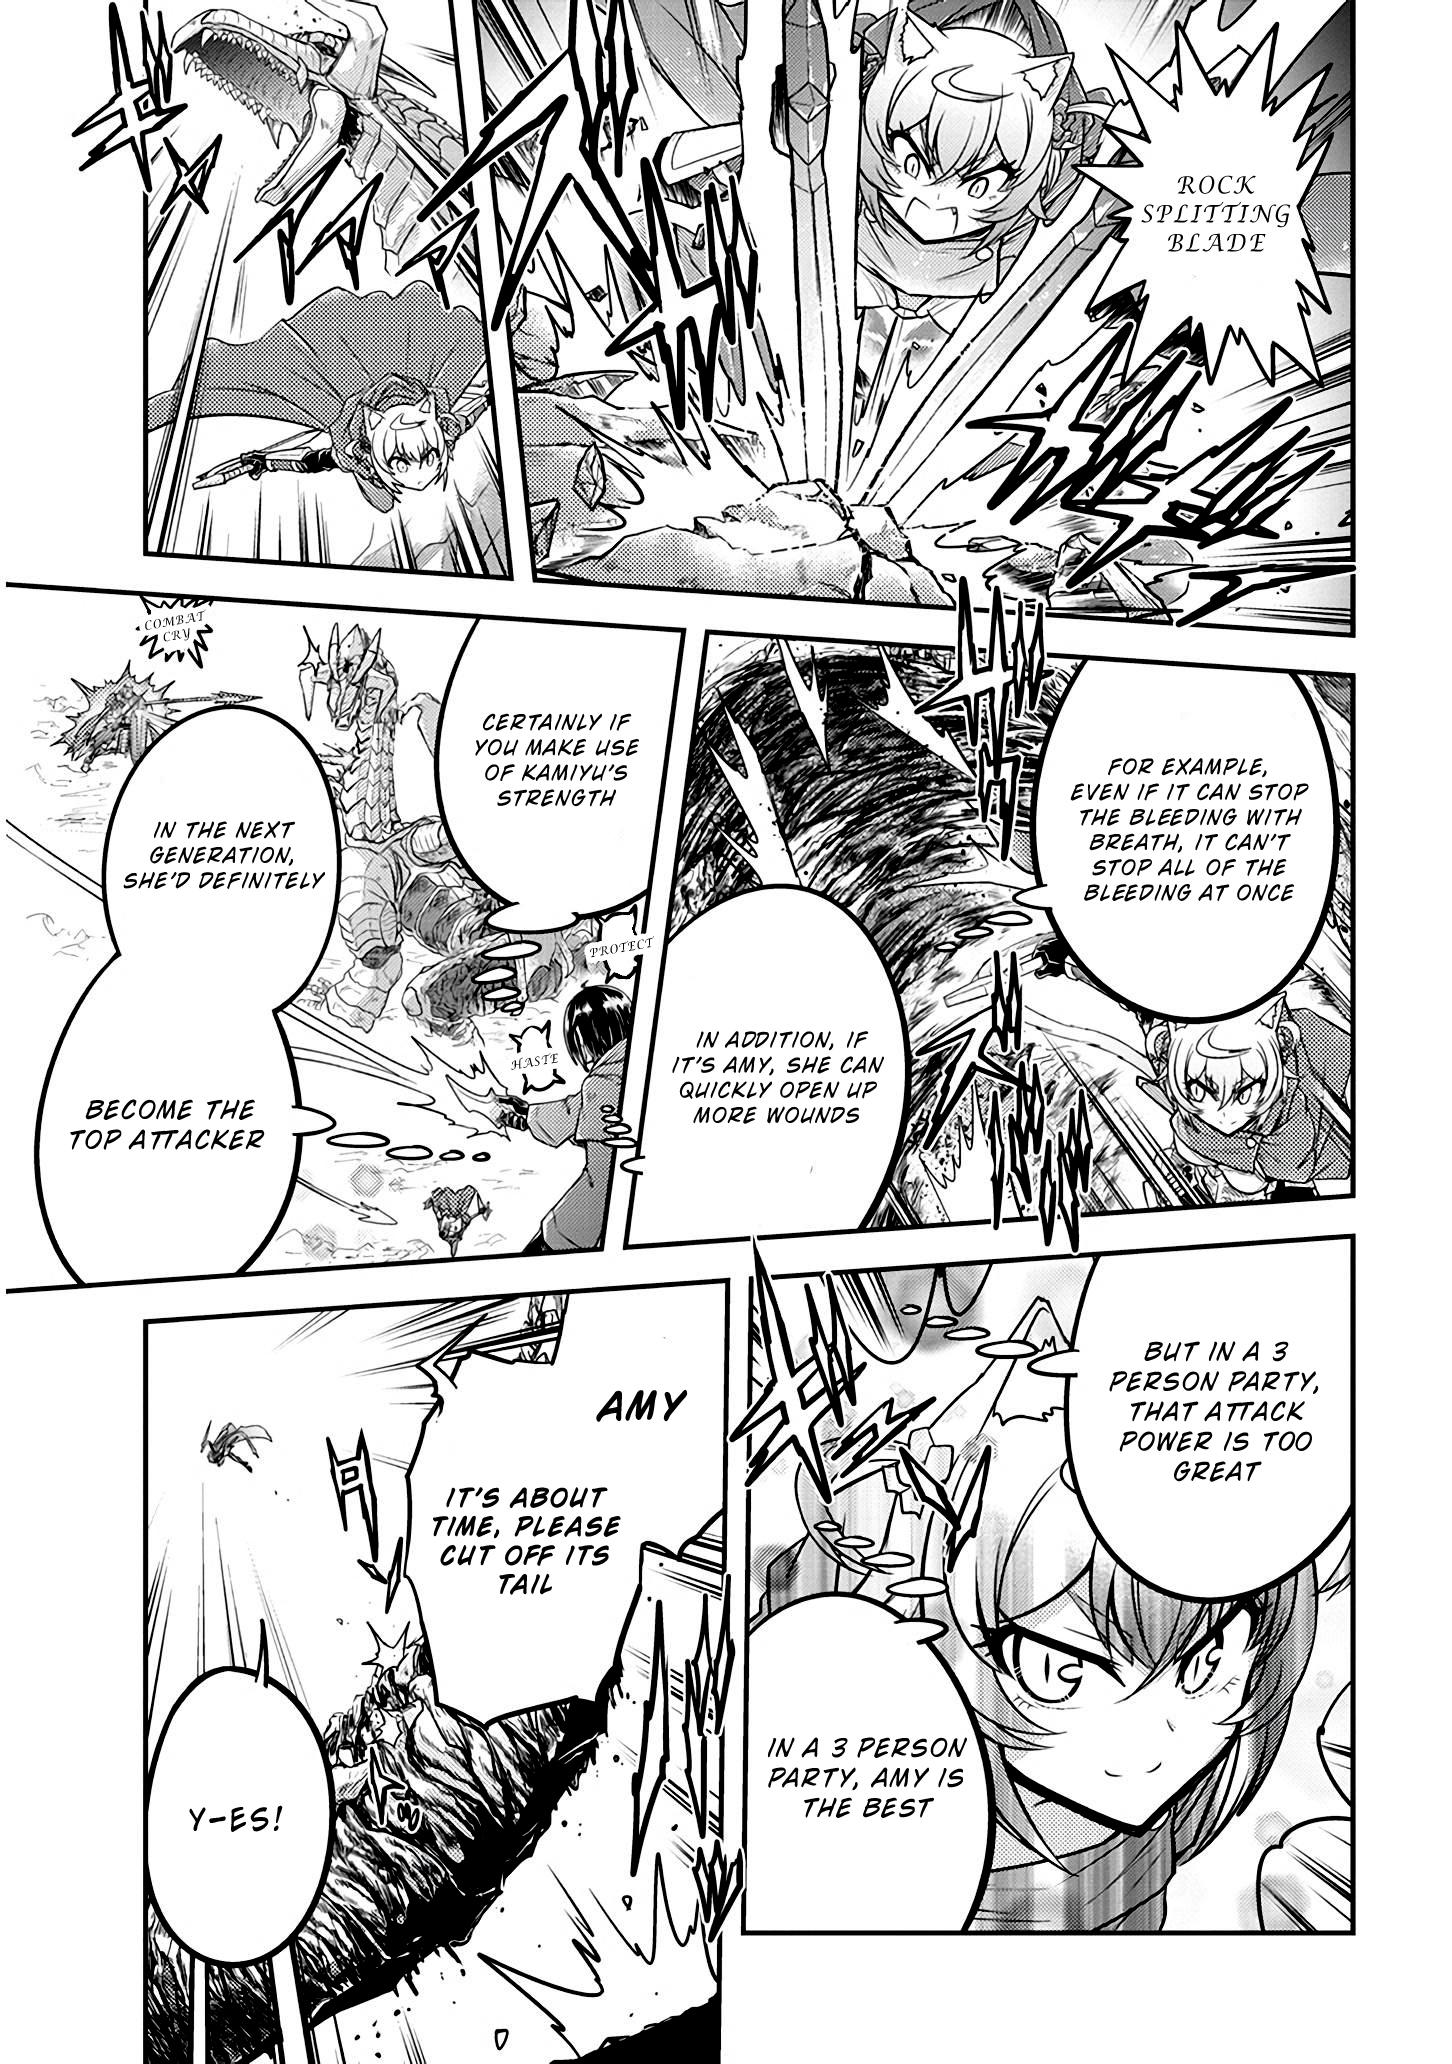 ROCK
SPLITTING
BLADE
FOR EXAMPLE,
EVEN IF IT CAN STOP
THE BLEEDING WITH
BREATH, IT CAN'T
STOP ALL OF THE
BLEEDING AT ONCE
IN ADDITION, IF
IT'S AMY, SHE CAN
QUICKLY OPEN UP
MORE WOUNDS
COMBAT
CRY
CERTAINLY IF
YOU MAKE USE
OF KAMIYU'S
STRENGTH
PROTECT
HASTE
IN THE NEXT
GENERATION,
SHE'D DEFINITELY
BECOME THE
TOP ATTACKER
BUT IN A 3
PERSON PARTY,
THAT ATTACK
POWER IS TOO
GREAT
IN A 3 PERSON
PARTY, AMY IS
THE BEST
AMY
IT'S ABOUT
TIME, PLEASE
CUT OFF ITS
TAIL
Y-ES!